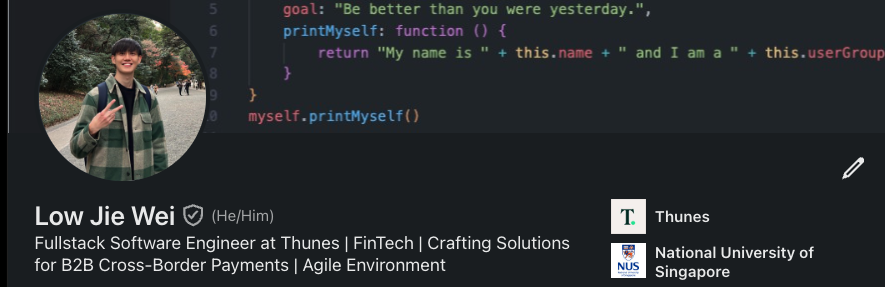 5 goal: "Be better than you were yesterday.",
6 printMyself: function () {
7 return "My name is " + this.name + " and I am a " + this.userGroup
8 }
9 }
0 myself.printMyself()
Low Jie Wei (He/Him)
Fullstack Software Engineer at Thunes | FinTech | Crafting Solutions
for B2B Cross-Border Payments | Agile Environment
T.
Thunes
NUS
National University of
Singapore